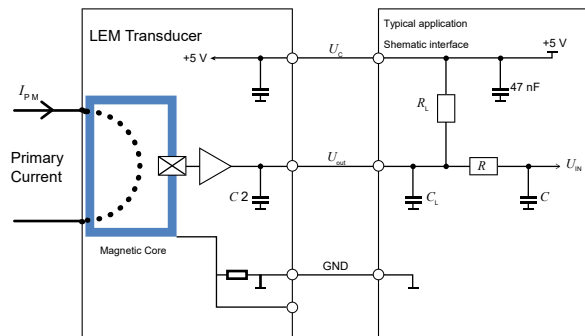 LEM Transducer
Typical application
Shematic interface
+5 V
U_C
+5 V
I_PM
47 nF
R_L
Primary
Current
U_out
R
U_IN
C 2
C_L
C
Magnetic Core
GND